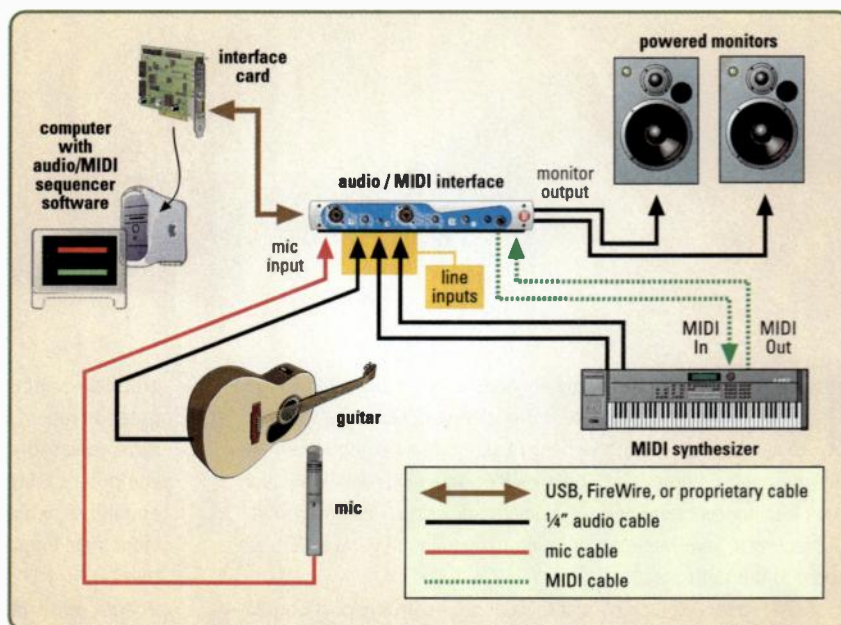 interface
card
powered monitors
computer
with
audio/MIDI
sequencer
software
audio / MIDI interface
monitor
output
mic
input
line
inputs
MIDI
In
MIDI
Out
guitar
MIDI synthesizer
mic
USB, FireWire, or proprietary cable
¼" audio cable
mic cable
MIDI cable